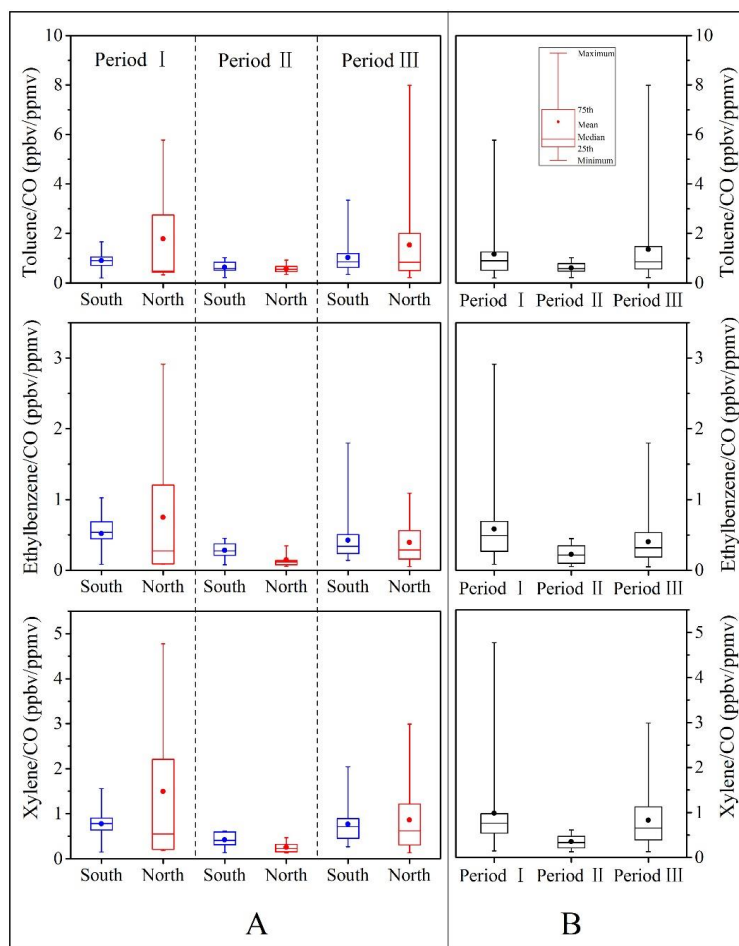 Period Ⅰ Period Ⅱ Period Ⅲ
Toluene/CO (ppbv/ppmv)
10
8
6
4
2
0
South North South North South North
Maximum
75th
Mean
Median
25th
Minimum
10
8
6
4
2
0
Toluene/CO (ppbv/ppmv)
Period Ⅰ Period Ⅱ Period Ⅲ
Ethylbenzene/CO (ppbv/ppmv)
3
2
1
0
South North South North South North
3
2
1
0
Ethylbenzene/CO (ppbv/ppmv)
Period Ⅰ Period Ⅱ Period Ⅲ
Xylene/CO (ppbv/ppmv)
5
4
3
2
1
0
South North South North South North
5
4
3
2
1
0
Xylene/CO (ppbv/ppmv)
Period Ⅰ Period Ⅱ Period Ⅲ
A B